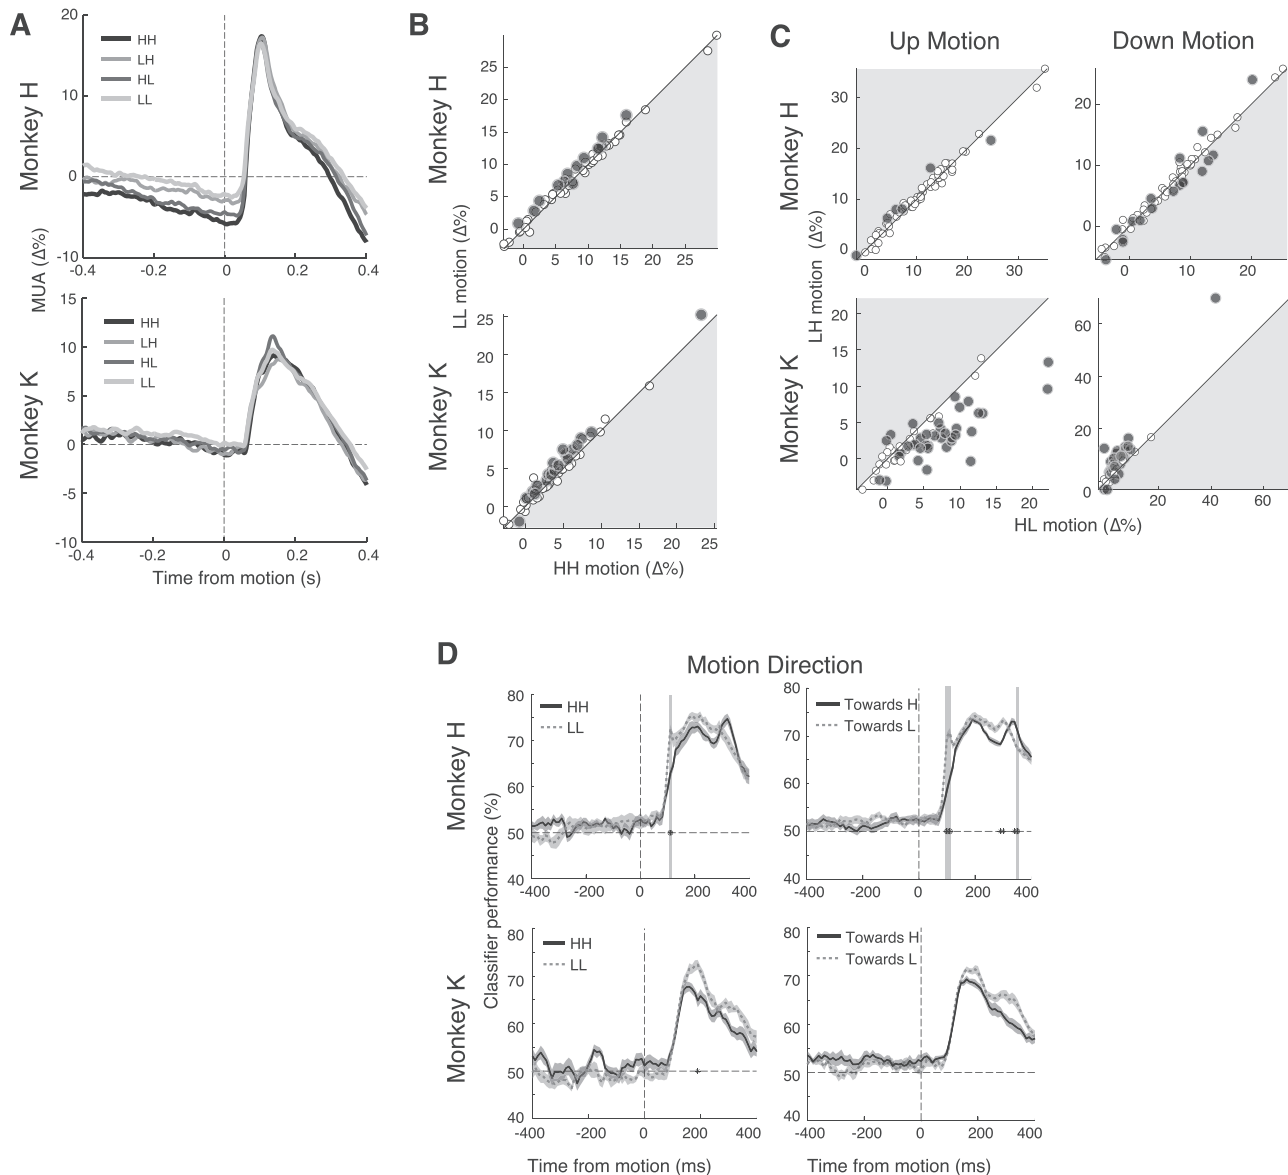 A
Monkey H
MUA (Δ%)
20
10
0
-10
HH
LH
HL
LL
-0.4
-0.2
0
0.2
0.4
Monkey K
15
10
5
0
-5
-10
HH
LH
HL
LL
-0.4
-0.2
0
0.2
0.4
Time from motion (s)
B
Monkey H
LL motion (Δ%)
25
20
15
10
5
0
0
5
10
15
20
25
Monkey K
25
20
15
10
5
0
0
5
10
15
20
25
HH motion (Δ%)
C
Up Motion
Down Motion
Monkey H
LH motion (Δ%)
30
20
10
0
0
10
20
30
20
10
0
0
10
20
Monkey K
20
15
10
5
0
0
5
10
15
20
60
40
20
0
20
40
60
HL motion (Δ%)
D
Motion Direction
Monkey H
Classifier performance (%)
80
70
60
50
40
HH
LL
-400
-200
0
200
400
80
70
60
50
40
Towards H
Towards L
-400
-200
0
200
400
Monkey K
80
70
60
50
40
HH
LL
-400
-200
0
200
400
Time from motion (ms)
80
70
60
50
40
Towards H
Towards L
-400
-200
0
200
400
Time from motion (ms)